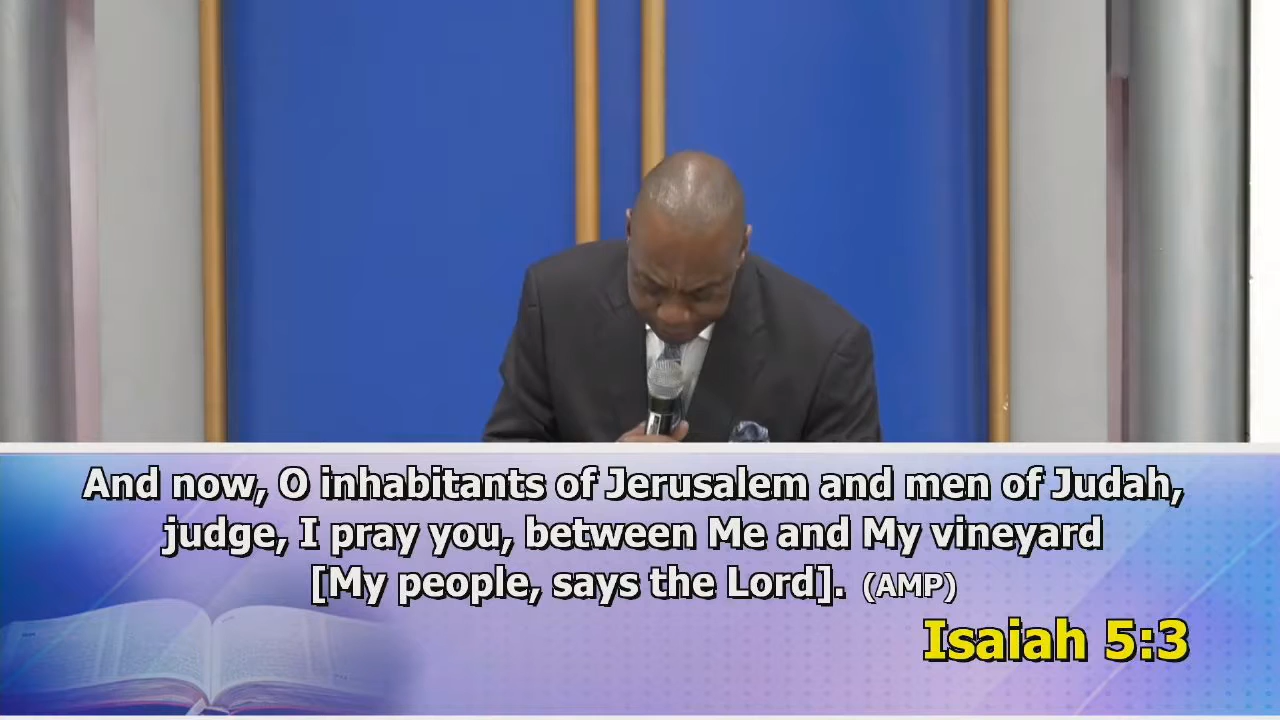 And now, O inhabitants of Jerusalem and men of Judah,
judge, I pray you, between Me and My vineyard
[My people, says the Lord]. (AMP)
Isaiah 5:3